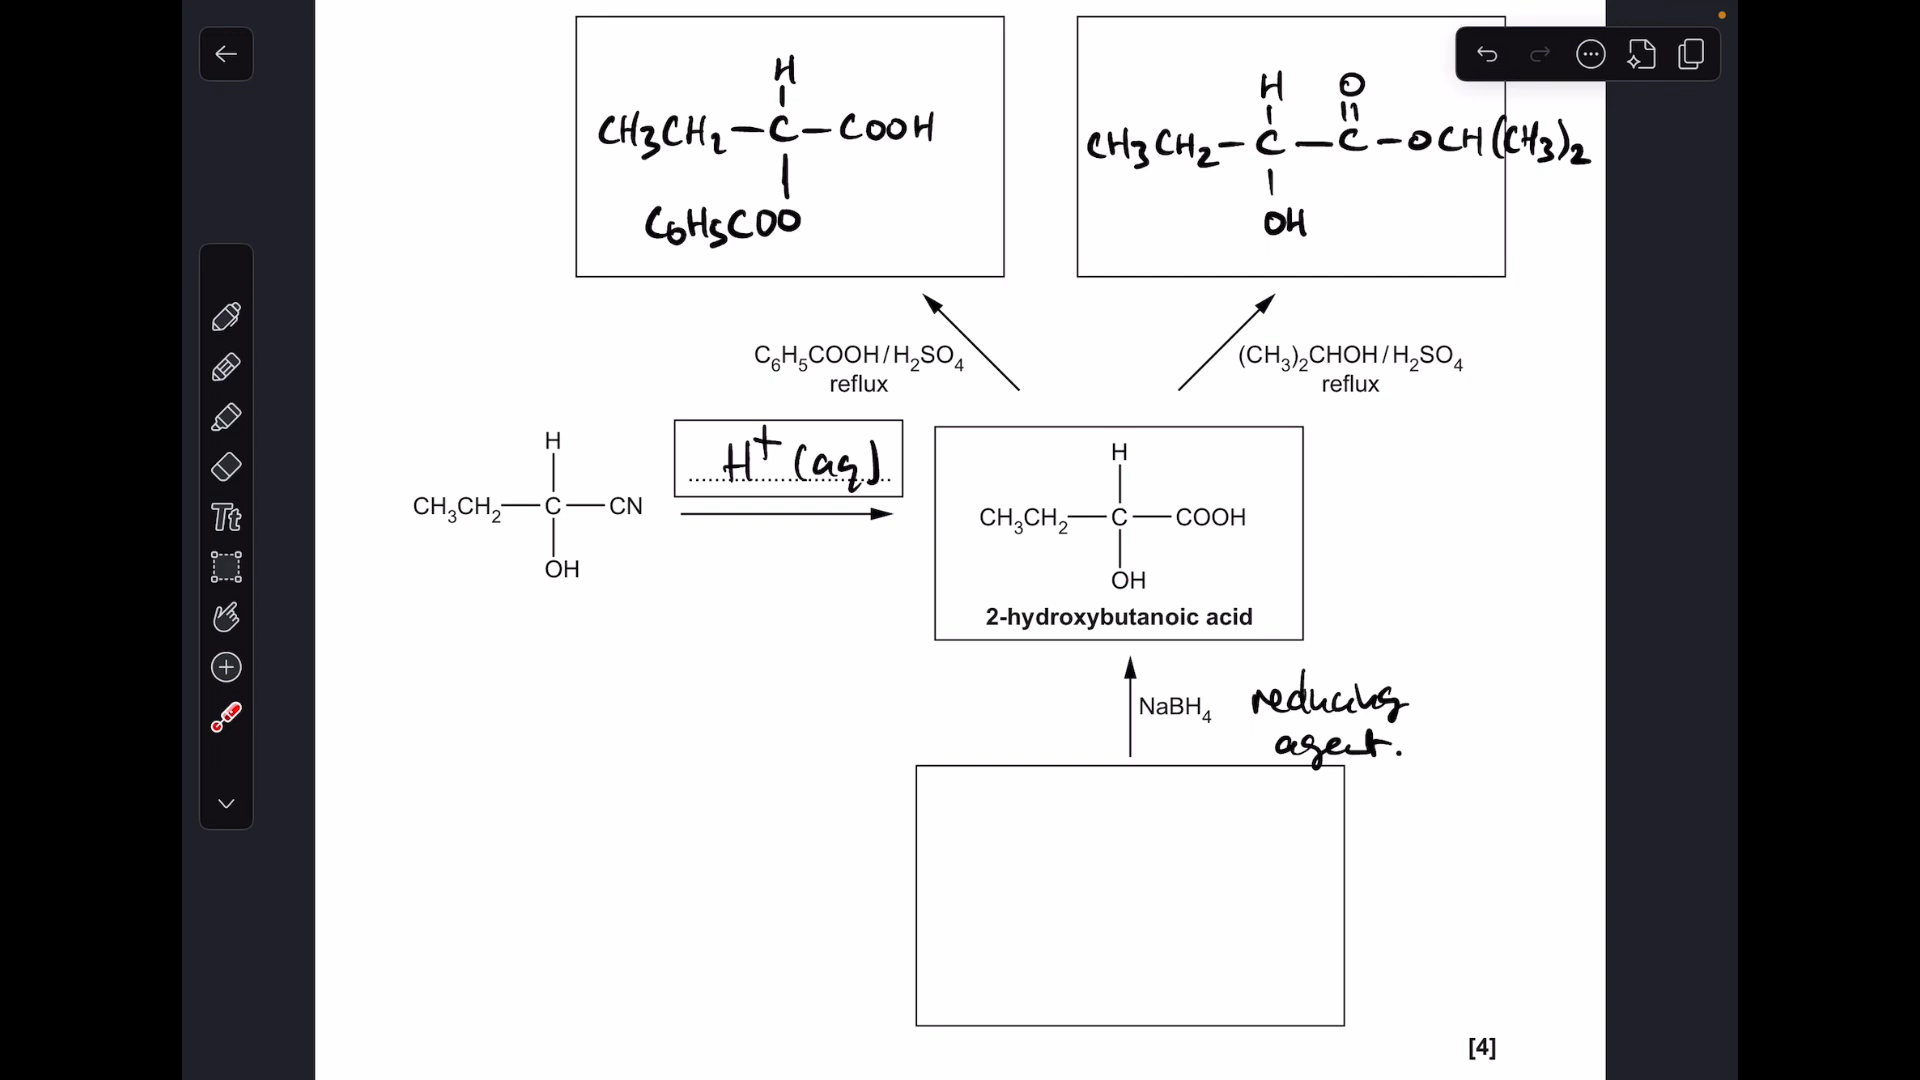 H
CH3CH2—C—COOH
C6H5COO
H O
CH3CH2—C—C—OCH(CH3)2
OH
C6H5COOH/H2SO4
reflux
(CH3)2CHOH/H2SO4
reflux
H
CH3CH2—C—CN
OH
H+ (aq)
H
CH3CH2—C—COOH
OH
2-hydroxybutanoic acid
NaBH4
reducing
agent.
[4]
Tt